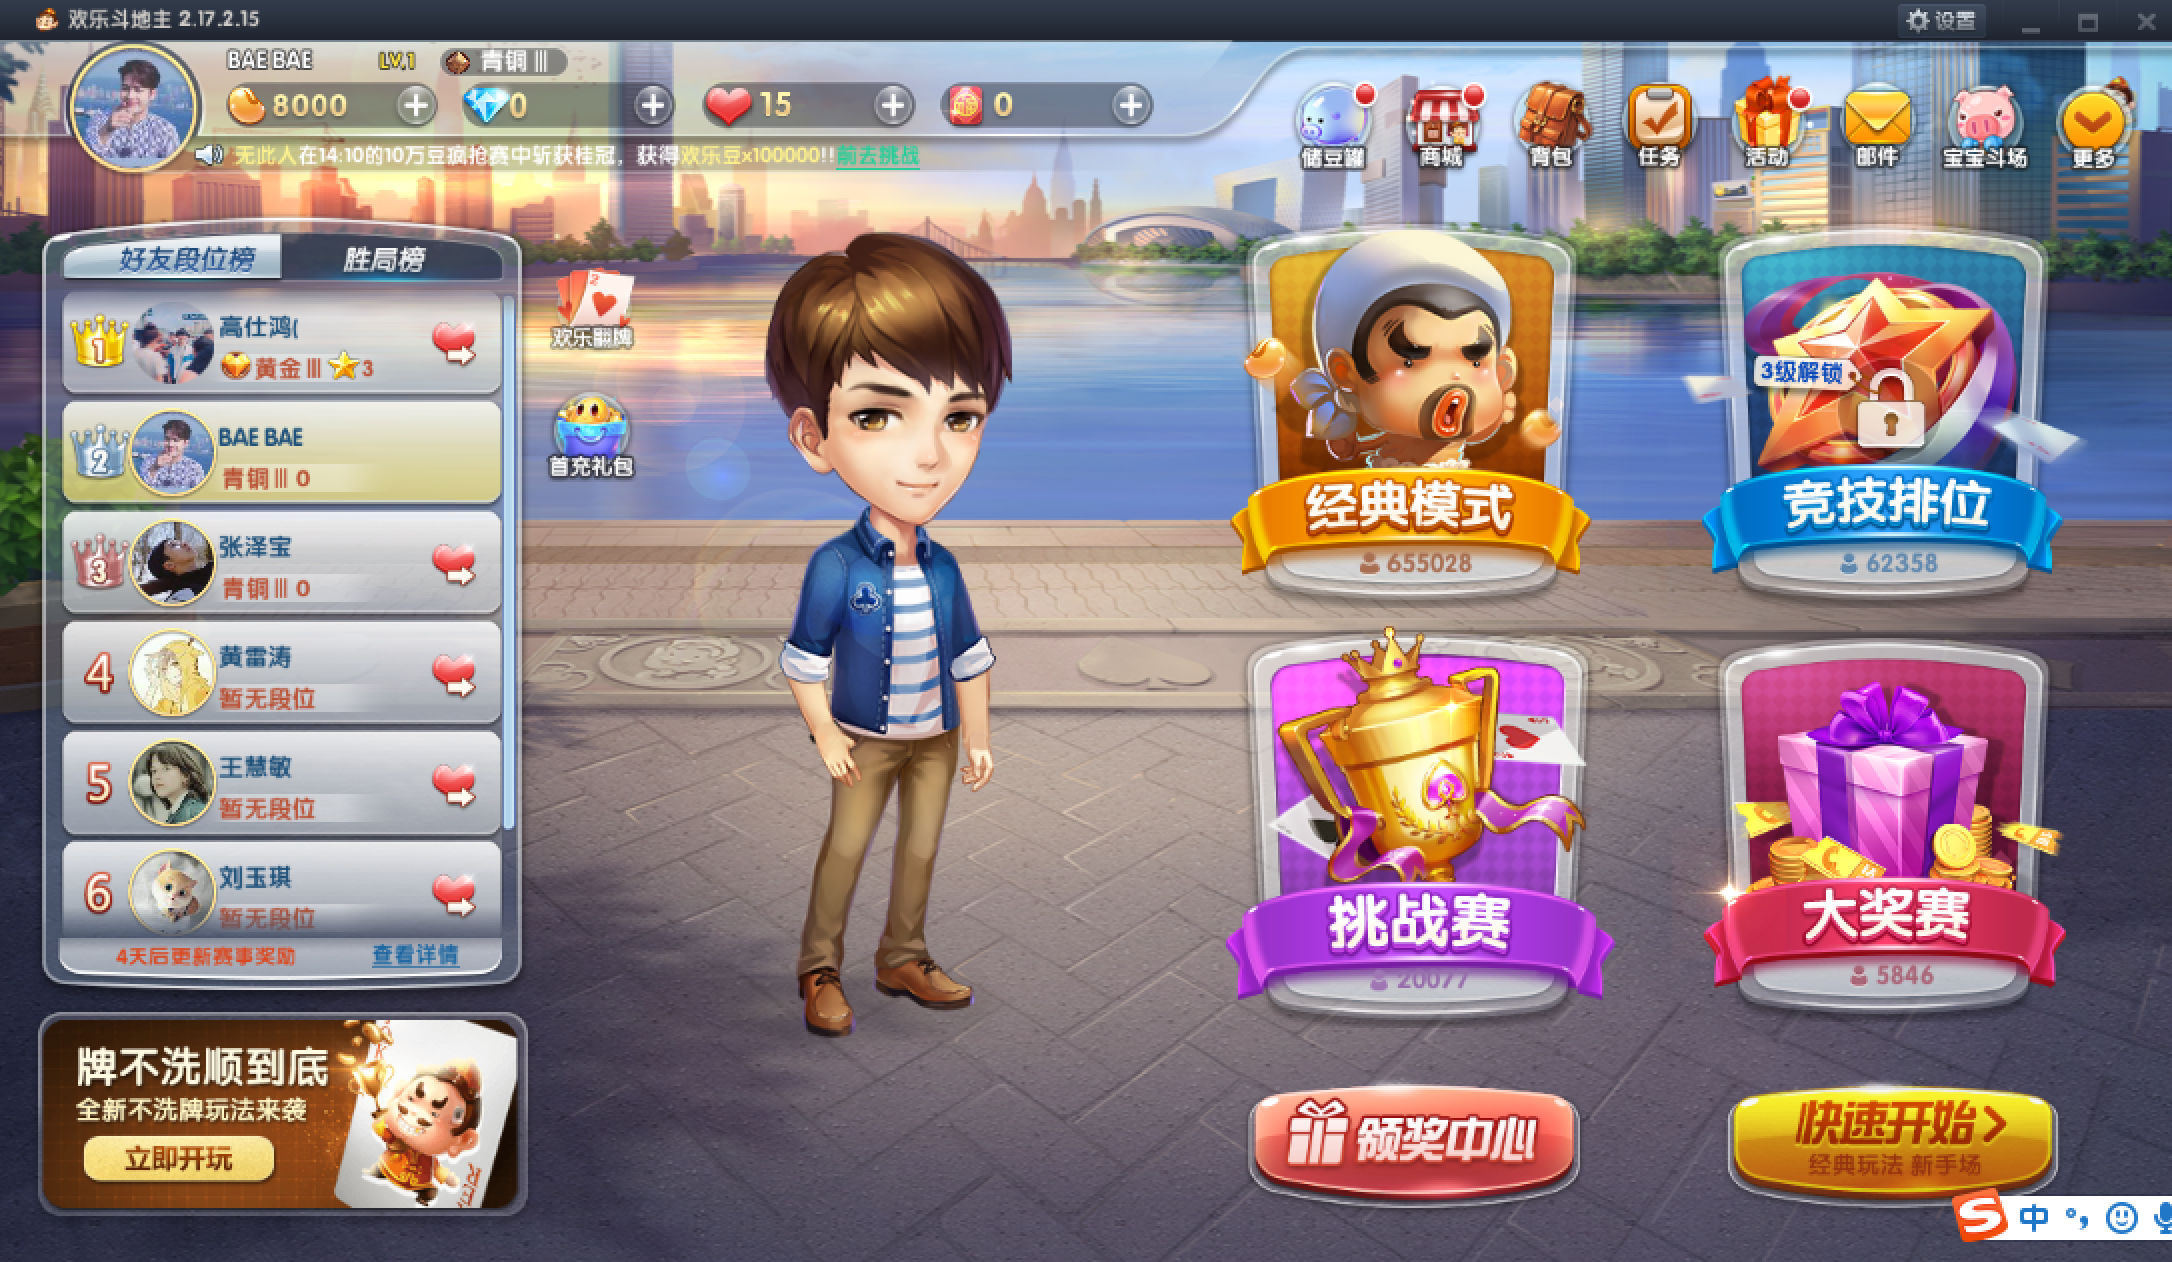 欢乐斗地主 2.17.2.15
设置
BAE BAE LV.1 青铜 III
8000 0 15 0
无此人在14:10的10万豆疯抢赛中斩获桂冠，获得欢乐豆x100000!!前去挑战
储豆罐 商城 背包 任务 活动 邮件 宝宝斗场 更多
好友段位榜 胜局榜
1 高仕鸿(
黄金 III 3
2 BAE BAE
青铜 III 0
3 张泽宝
青铜 III 0
4 黄雷涛
暂无段位
5 王慧敏
暂无段位
6 刘玉琪
暂无段位
4天后更新赛事奖励 查看详情
欢乐翻牌
首充礼包
经典模式
655028
3级解锁
竞技排位
62358
挑战赛
20077
大奖赛
5846
牌不洗顺到底
全新不洗牌玩法来袭
立即开玩
颁奖中心
快速开始>
经典玩法 新手场
S 中 °,